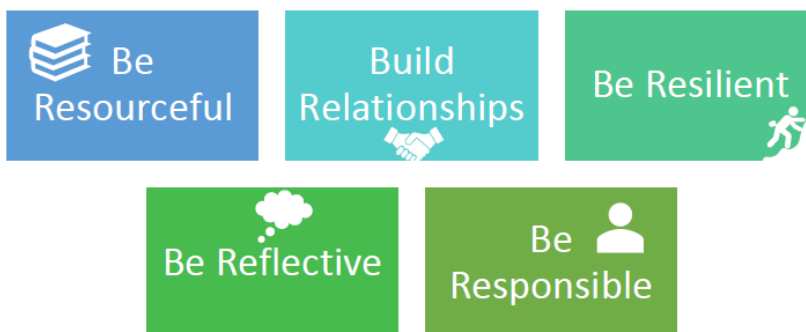 Be
Resourceful
Build
Relationships
Be Resilient
Be Reflective
Be
Responsible